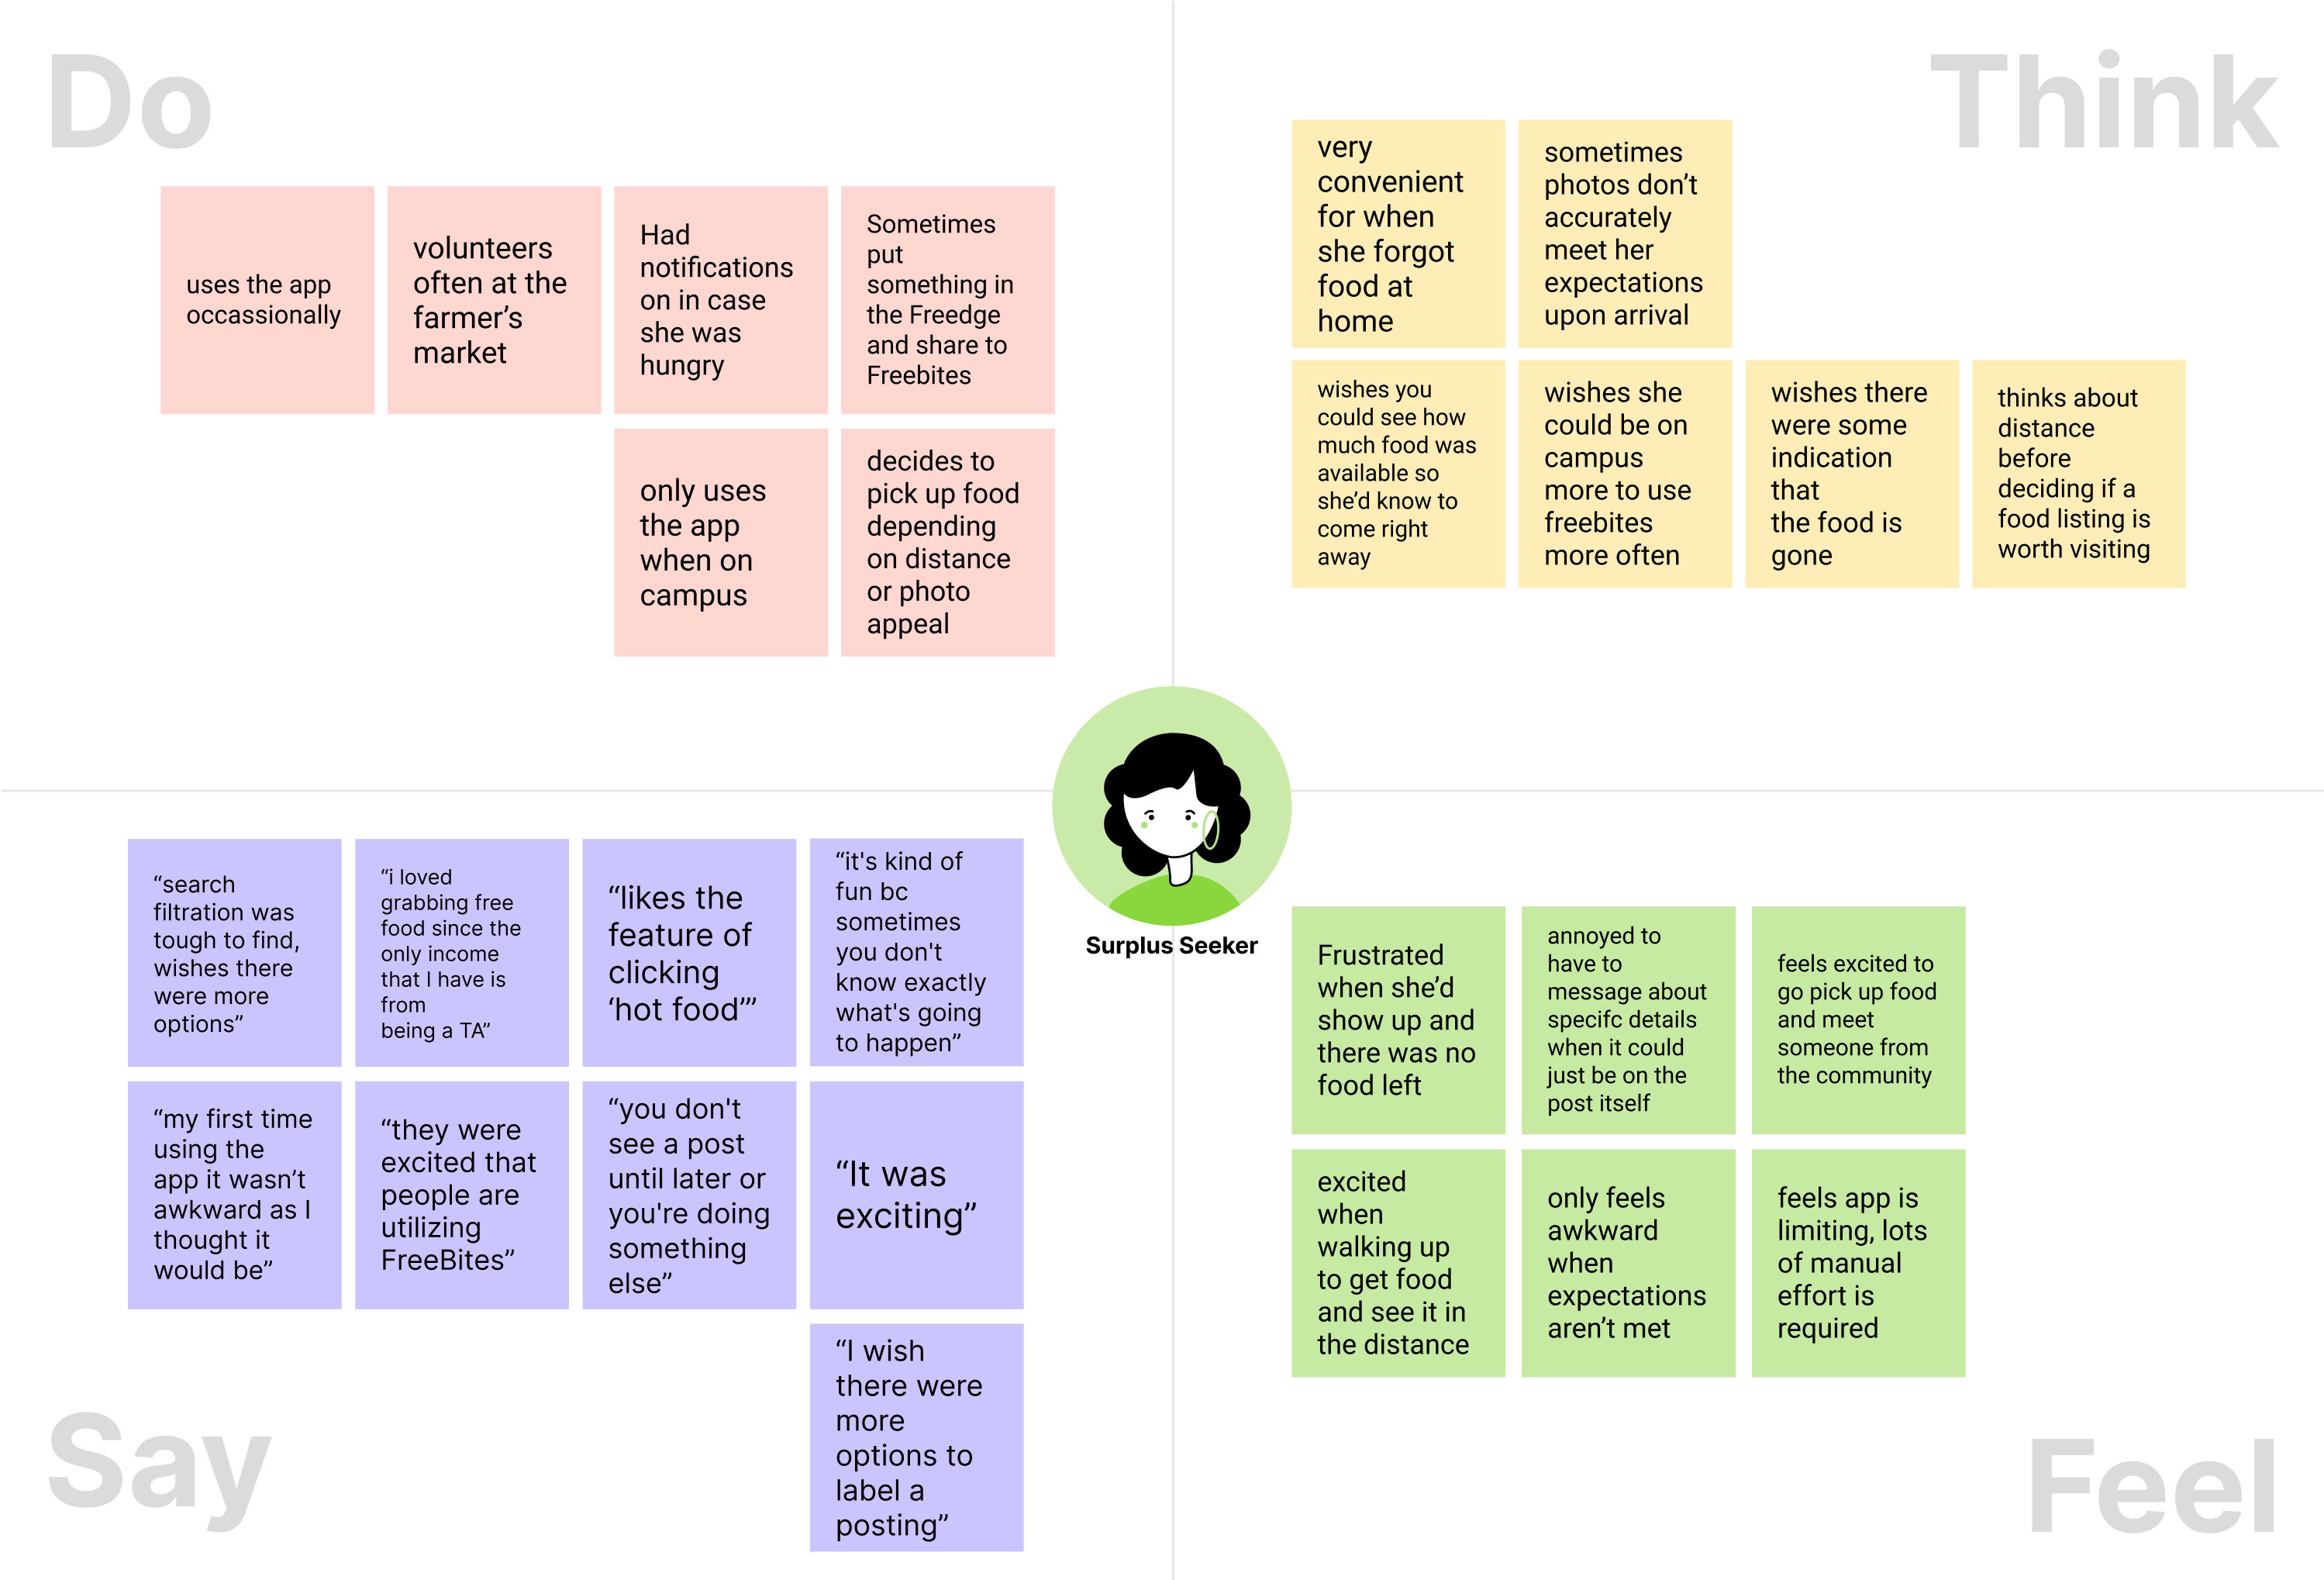 Do
uses the app
occassionally
volunteers
often at the
farmer’s
market
Had
notifications
on in case
she was
hungry
Sometimes
put
something in
the Freedge
and share to
Freebites
only uses
the app
when on
campus
decides to
pick up food
depending
on distance
or photo
appeal
Think
very
convenient
for when
she forgot
food at
home
sometimes
photos don’t
accurately
meet her
expectations
upon arrival
wishes you
could see how
much food was
available so
she’d know to
come right
away
wishes she
could be on
campus
more to use
freebites
more often
wishes there
were some
indication
that
the food is
gone
thinks about
distance
before
deciding if a
food listing is
worth visiting
Surplus Seeker
“search
filtration was
tough to find,
wishes there
were more
options”
“i loved
grabbing free
food since the
only income
that I have is
from
being a TA”
“likes the
feature of
clicking
‘hot food’”
“it's kind of
fun bc
sometimes
you don't
know exactly
what's going
to happen”
“my first time
using the
app it wasn’t
awkward as I
thought it
would be”
“they were
excited that
people are
utilizing
FreeBites”
“you don't
see a post
until later or
you're doing
something
else”
“It was
exciting”
“I wish
there were
more
options to
label a
posting”
Say
Frustrated
when she’d
show up and
there was no
food left
annoyed to
have to
message about
specifc details
when it could
just be on the
post itself
feels excited to
go pick up food
and meet
someone from
the community
excited
when
walking up
to get food
and see it in
the distance
only feels
awkward
when
expectations
aren’t met
feels app is
limiting, lots
of manual
effort is
required
Feel